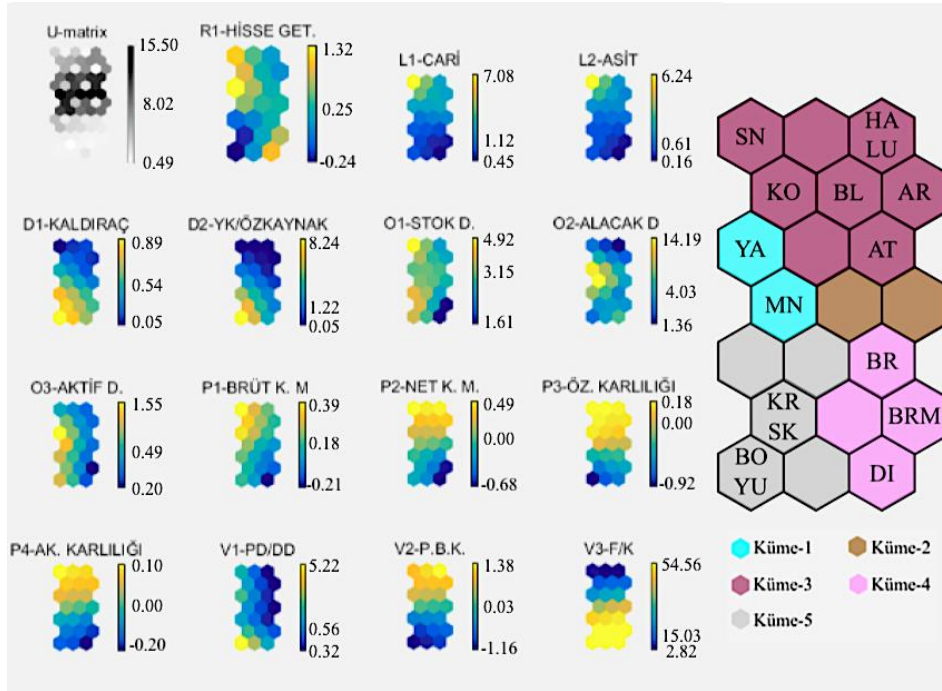 U-matrix
15.50
8.02
0.49
R1-HİSSE GET.
1.32
0.25
-0.24
L1-CARİ
7.08
1.12
0.45
L2-ASİT
6.24
0.61
0.16
D1-KALDIRAÇ
0.89
0.54
0.05
D2-YK/ÖZKAYNAK
8.24
1.22
0.05
O1-STOK D.
4.92
3.15
1.61
O2-ALACAK D
14.19
4.03
1.36
O3-AKTİF D.
1.55
0.49
0.20
P1-BRÜT K. M
0.39
0.18
-0.21
P2-NET K. M.
0.49
0.00
-0.68
P3-ÖZ. KARLILIĞI
0.18
0.00
-0.92
P4-AK. KARLILIĞI
0.10
0.00
-0.20
V1-PD/DD
5.22
0.56
0.32
V2-P.B.K.
1.38
0.03
-1.16
V3-F/K
54.56
15.03
2.82
SN
HA
LU
KO
BL
AR
YA
AT
MN
BR
KR
SK
BRM
BO
YU
DI
Küme-1
Küme-2
Küme-3
Küme-4
Küme-5